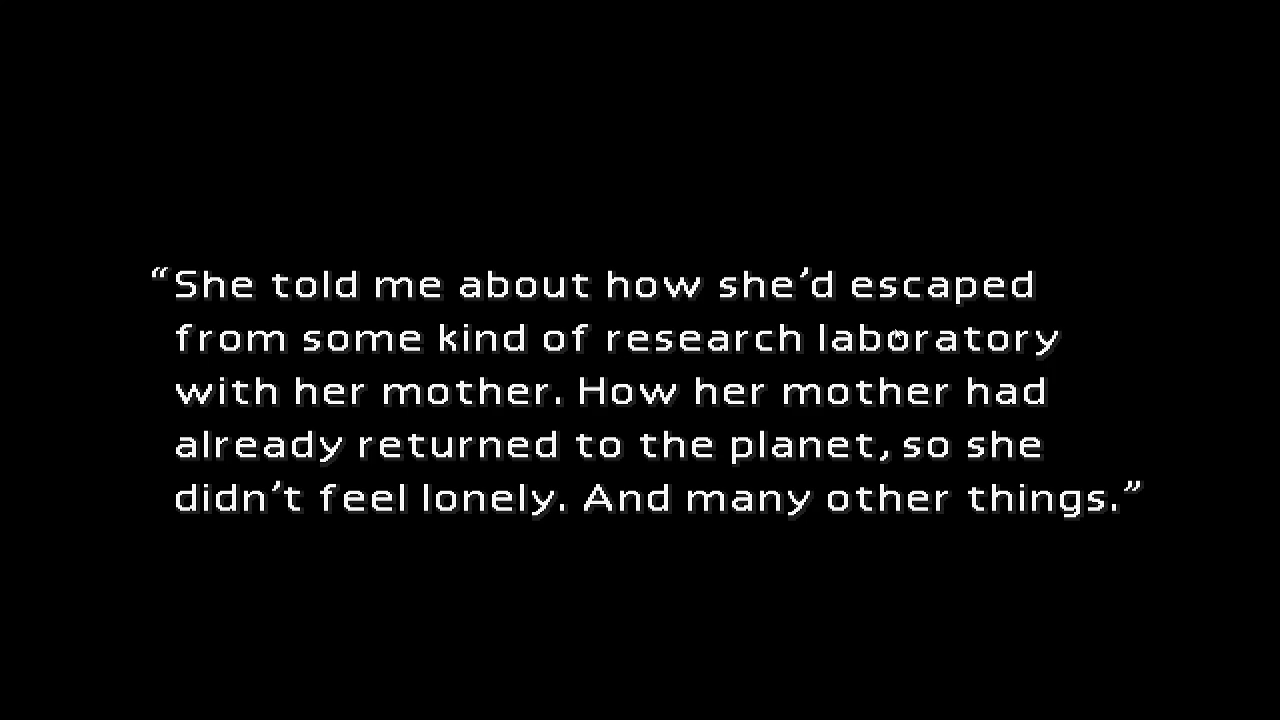 “She told me about how she’d escaped
from some kind of research laboratory
with her mother. How her mother had
already returned to the planet, so she
didn’t feel lonely. And many other things.”